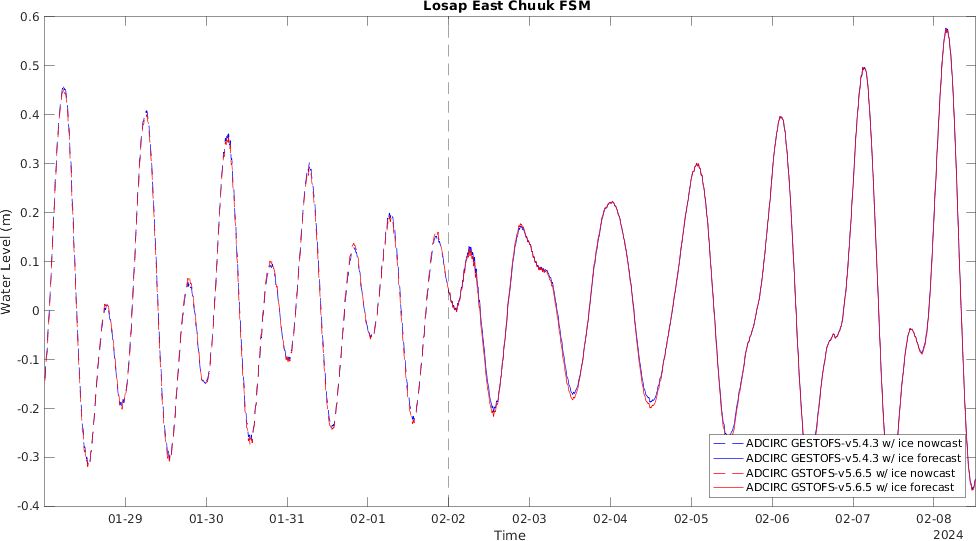 Losap East Chuuk FSM
Water Level (m)
0.6
0.5
0.4
0.3
0.2
0.1
0
-0.1
-0.2
-0.3
-0.4
ADCIRC GESTOFS-v5.4.3 w/ ice nowcast
ADCIRC GESTOFS-v5.4.3 w/ ice forecast
ADCIRC GSTOFS-v5.6.5 w/ ice nowcast
ADCIRC GSTOFS-v5.6.5 w/ ice forecast
01-29 01-30 01-31 02-01 02-02 02-03 02-04 02-05 02-06 02-07 02-08
Time
2024